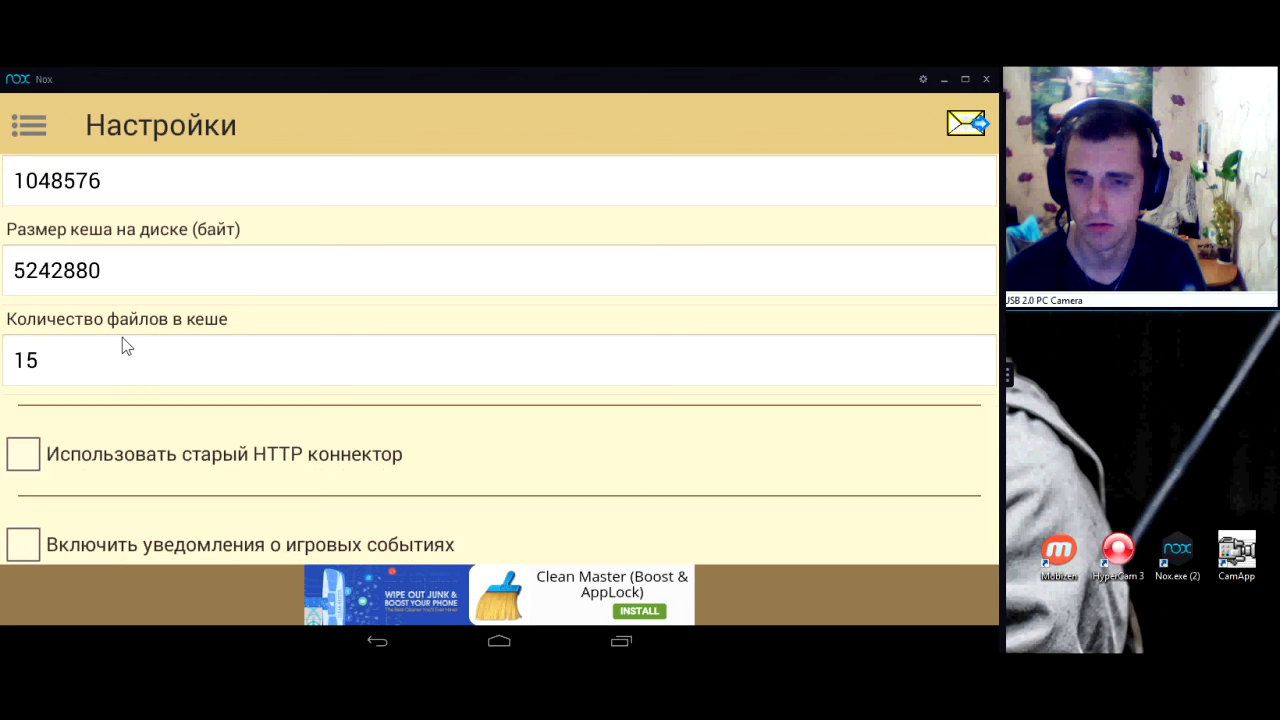 nox Nox
Настройки
1048576
Размер кеша на диске (байт)
5242880
Количество файлов в кеше
15
Использовать старый HTTP коннектор
Включить уведомления о игровых событиях
WIPE OUT JUNK &
BOOST YOUR PHONE
Clean Master (Boost &
AppLock)
INSTALL
USB 2.0 PC Camera
Mobizen
HyperCam 3
nox
Nox.exe (2)
CamApp